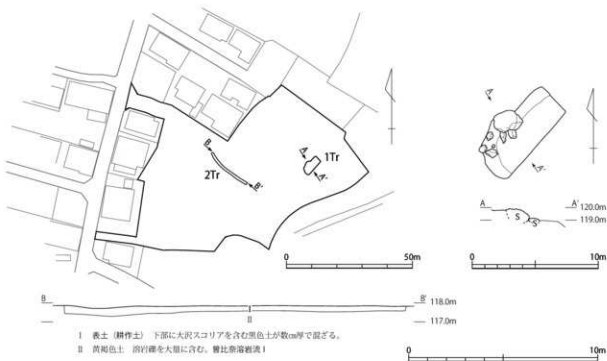 B
B'
2Tr
A
A'
1Tr
0
50m
A
A'
A
A'
120.0m
119.0m
S
S
0
10m
B
B'
118.0m
117.0m
I
II
I 表土(耕作土) 下部に大沢スコリアを含む黒色土が数cm厚で混ざる。
II 黄褐色土 溶岩礫を大量に含む。曽比奈溶岩流I
0
10m